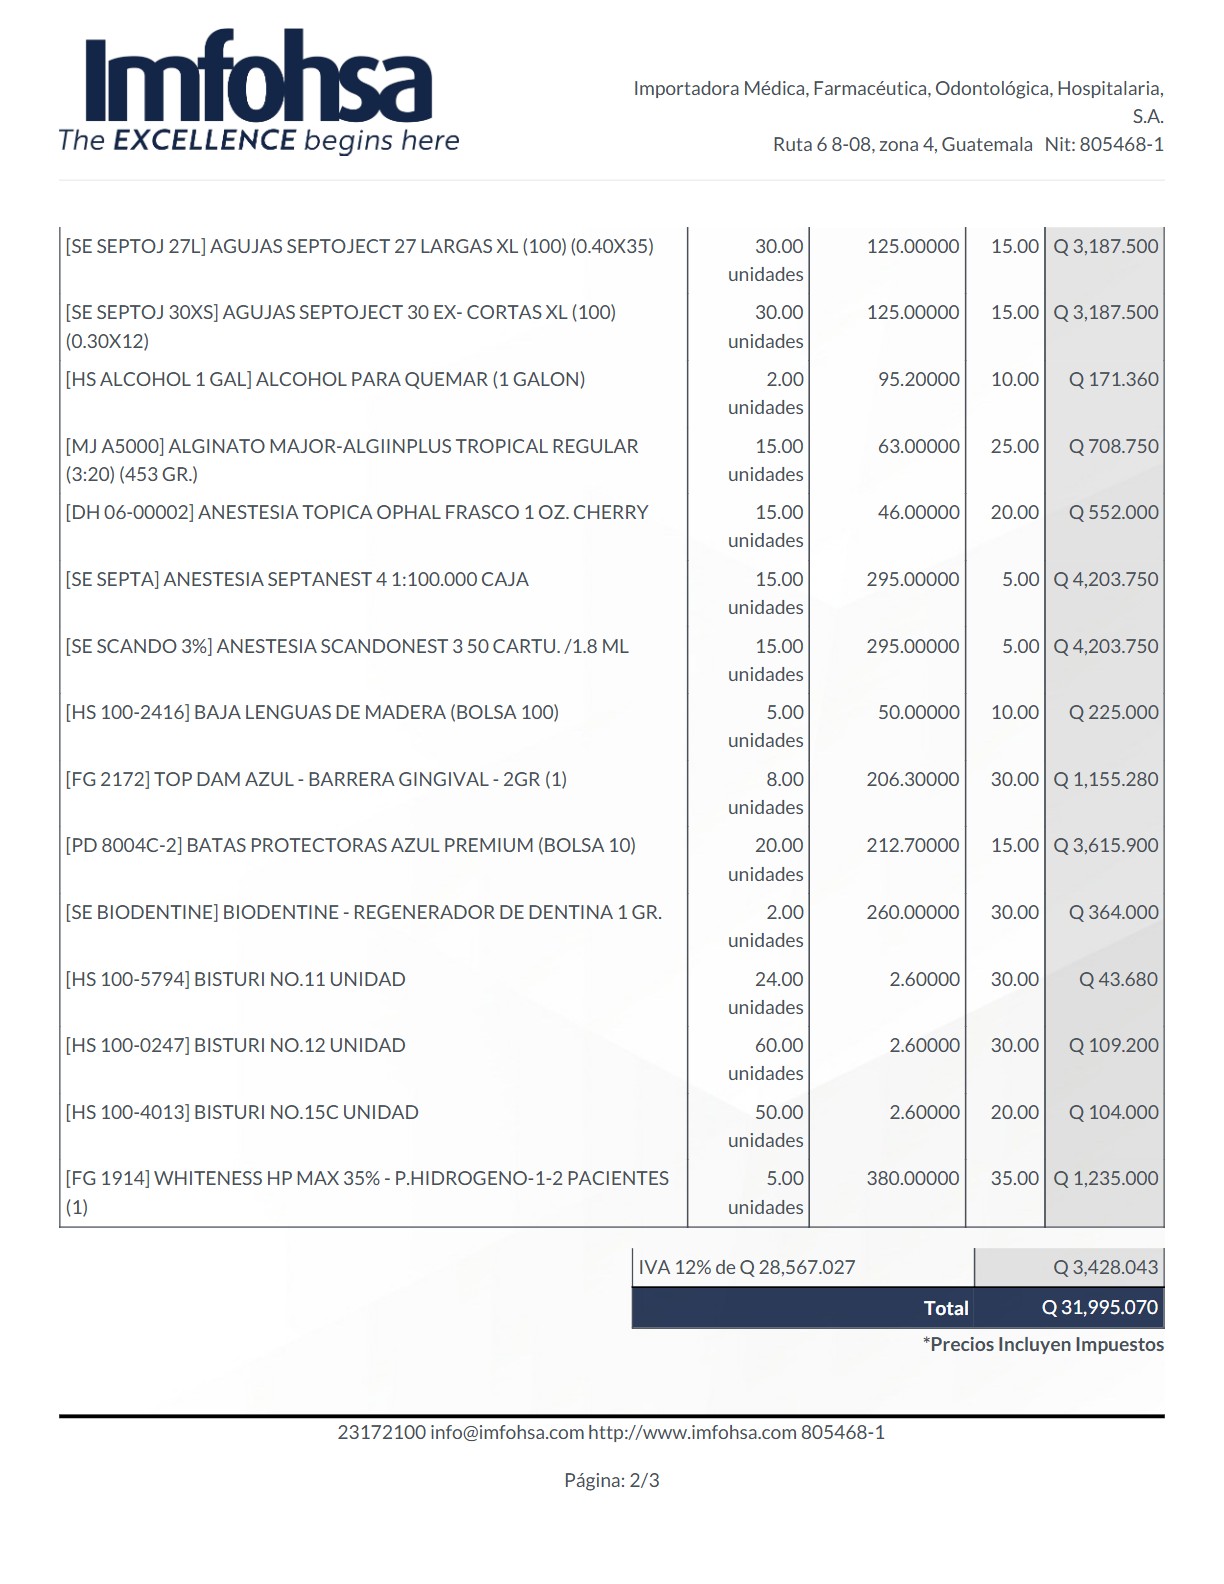 Imfohsa
The EXCELLENCE begins here
Importadora Médica, Farmacéutica, Odontológica, Hospitalaria,
S.A.
Ruta 6 8-08, zona 4, Guatemala Nit: 805468-1
[SE SEPTOJ 27L] AGUJAS SEPTOJECT 27 LARGAS XL (100) (0.40X35) 30.00 125.00000 15.00 Q 3,187.500
unidades
[SE SEPTOJ 30XS] AGUJAS SEPTOJECT 30 EX- CORTAS XL (100) 30.00 125.00000 15.00 Q 3,187.500
(0.30X12) unidades
[HS ALCOHOL 1 GAL] ALCOHOL PARA QUEMAR (1 GALON) 2.00 95.20000 10.00 Q 171.360
unidades
[MJ A5000] ALGINATO MAJOR-ALGIINPLUS TROPICAL REGULAR 15.00 63.00000 25.00 Q 708.750
(3:20) (453 GR.) unidades
[DH 06-00002] ANESTESIA TOPICA OPHAL FRASCO 1 OZ. CHERRY 15.00 46.00000 20.00 Q 552.000
unidades
[SE SEPTA] ANESTESIA SEPTANEST 4 1:100.000 CAJA 15.00 295.00000 5.00 Q 4,203.750
unidades
[SE SCANDO 3%] ANESTESIA SCANDONEST 3 50 CARTU. /1.8 ML 15.00 295.00000 5.00 Q 4,203.750
unidades
[HS 100-2416] BAJA LENGUAS DE MADERA (BOLSA 100) 5.00 50.00000 10.00 Q 225.000
unidades
[FG 2172] TOP DAM AZUL - BARRERA GINGIVAL - 2GR (1) 8.00 206.30000 30.00 Q 1,155.280
unidades
[PD 8004C-2] BATAS PROTECTORAS AZUL PREMIUM (BOLSA 10) 20.00 212.70000 15.00 Q 3,615.900
unidades
[SE BIODENTINE] BIODENTINE - REGENERADOR DE DENTINA 1 GR. 2.00 260.00000 30.00 Q 364.000
unidades
[HS 100-5794] BISTURI NO.11 UNIDAD 24.00 2.60000 30.00 Q 43.680
unidades
[HS 100-0247] BISTURI NO.12 UNIDAD 60.00 2.60000 30.00 Q 109.200
unidades
[HS 100-4013] BISTURI NO.15C UNIDAD 50.00 2.60000 20.00 Q 104.000
unidades
[FG 1914] WHITENESS HP MAX 35% - P.HIDROGENO-1-2 PACIENTES 5.00 380.00000 35.00 Q 1,235.000
(1) unidades
IVA 12% de Q 28,567.027 Q 3,428.043
Total Q 31,995.070
*Precios Incluyen Impuestos
23172100 info@imfohsa.com http://www.imfohsa.com 805468-1
Página: 2/3